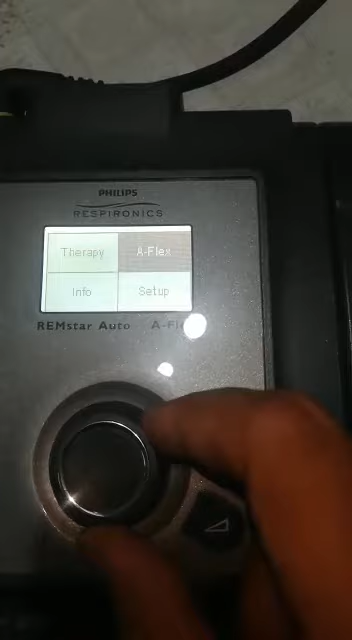 PHILIPS
RESPIRONICS
Therapy A-Flex
Info Setup
REMstar Auto